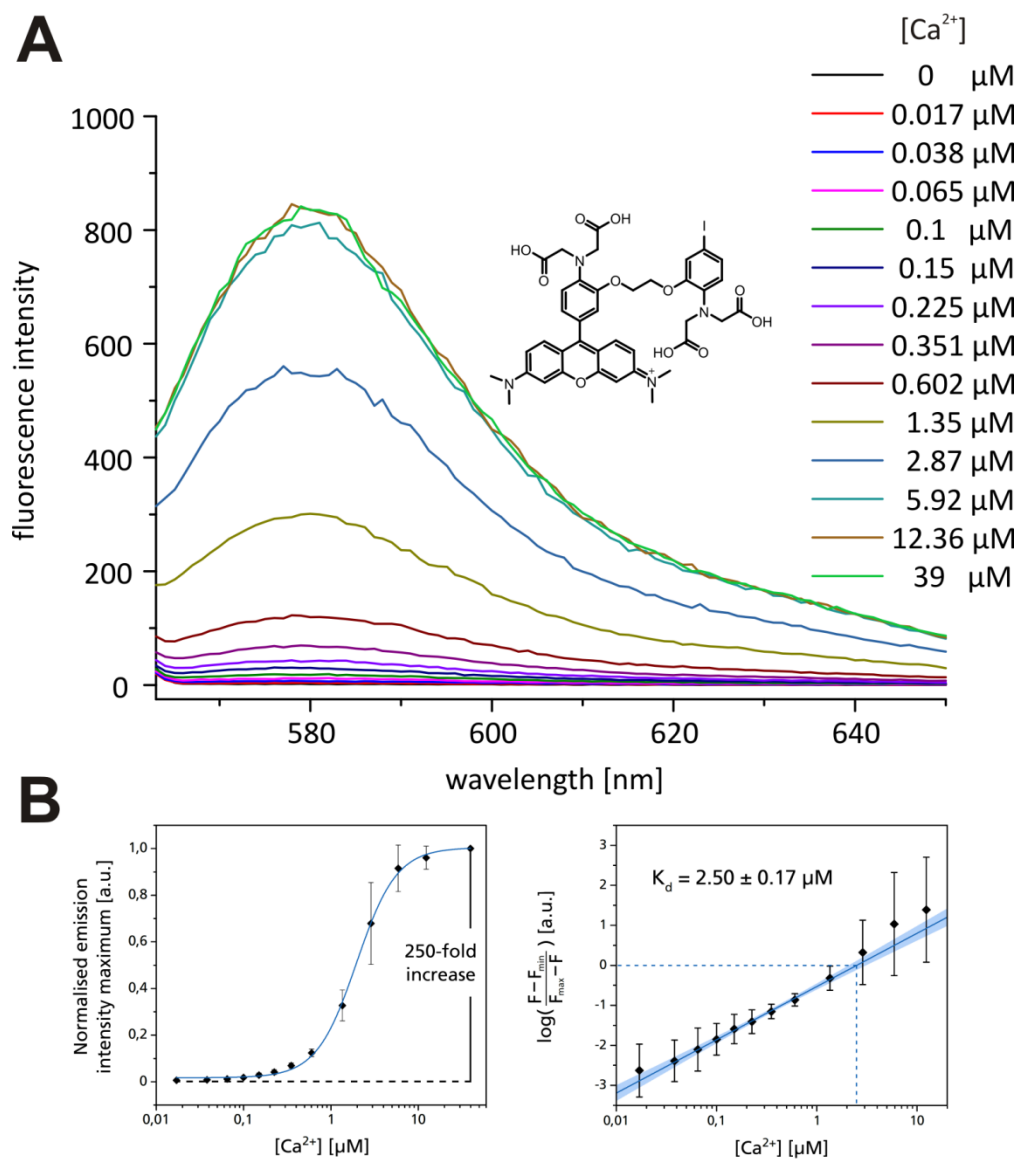 A
[Ca²⁺]
0 µM
0.017 µM
0.038 µM
0.065 µM
0.1 µM
0.15 µM
0.225 µM
0.351 µM
0.602 µM
1.35 µM
2.87 µM
5.92 µM
12.36 µM
39 µM
1000
800
600
400
200
0
fluorescence intensity
580
600
620
640
wavelength [nm]
O
OH
HO
O
N
O
O
I
N
O
OH
HO
O
N
O
N⁺
B
Normalised emission
intensity maximum [a.u.]
1,0
0,8
0,6
0,4
0,2
0
250-fold
increase
0,01
0,1
1
10
[Ca²⁺] [µM]
log(F − Fmin / Fmax − F) [a.u.]
3
2
1
0
-1
-2
-3
K_d = 2.50 ± 0.17 µM
0,01
0,1
1
10
[Ca²⁺] [µM]